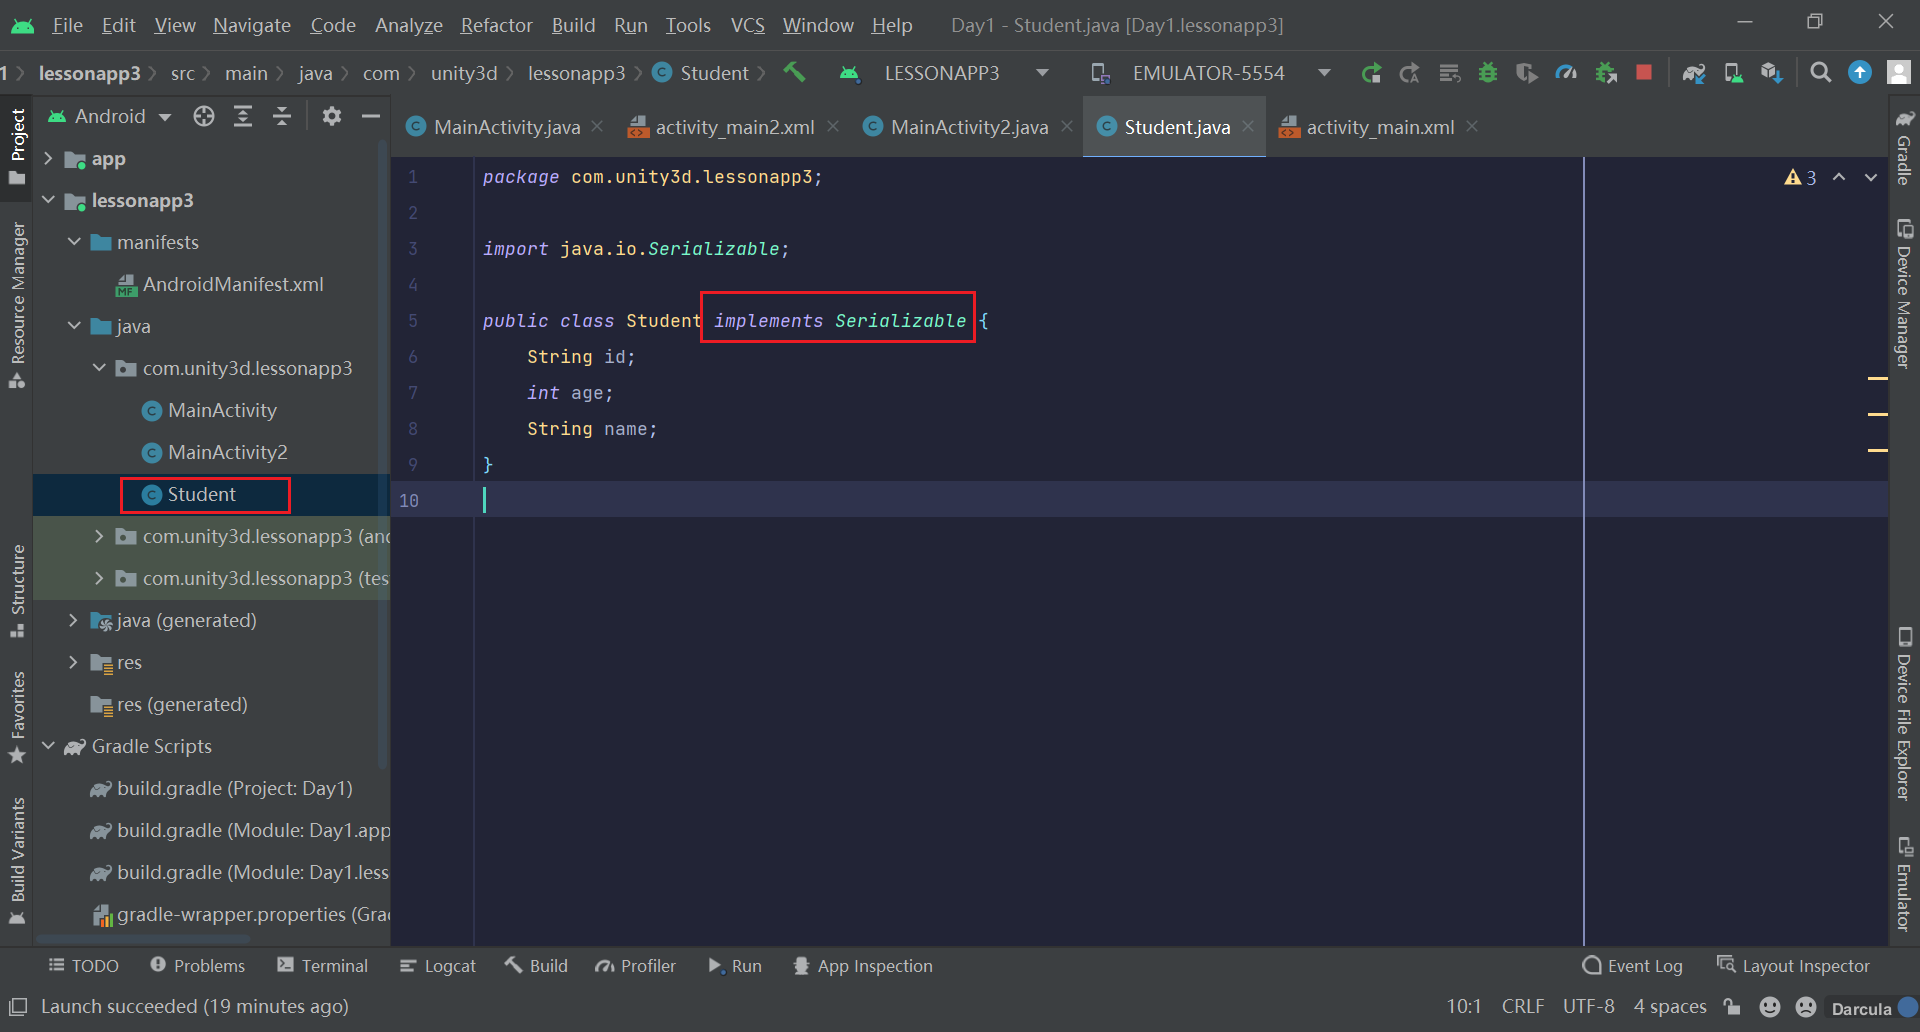 File Edit View Navigate Code Analyze Refactor Build Run Tools VCS Window Help Day1 - Student.java [Day1.lessonapp3]
1 lessonapp3 src main java com unity3d lessonapp3 Student LESSONAPP3 EMULATOR-5554
Android
MainActivity.java activity_main2.xml MainActivity2.java Student.java activity_main.xml
Project
Resource Manager
Structure
Favorites
Build Variants
app
lessonapp3
manifests
AndroidManifest.xml
java
com.unity3d.lessonapp3
MainActivity
MainActivity2
Student
com.unity3d.lessonapp3 (and
com.unity3d.lessonapp3 (tes
java (generated)
res
res (generated)
Gradle Scripts
build.gradle (Project: Day1)
build.gradle (Module: Day1.app
build.gradle (Module: Day1.less
gradle-wrapper.properties (Gra
1 package com.unity3d.lessonapp3;
2
3 import java.io.Serializable;
4
5 public class Student implements Serializable {
6 String id;
7 int age;
8 String name;
9 }
10
3
Gradle
Device Manager
Device File Explorer
Emulator
TODO Problems Terminal Logcat Build Profiler Run App Inspection Event Log Layout Inspector
Launch succeeded (19 minutes ago) 10:1 CRLF UTF-8 4 spaces Darcula